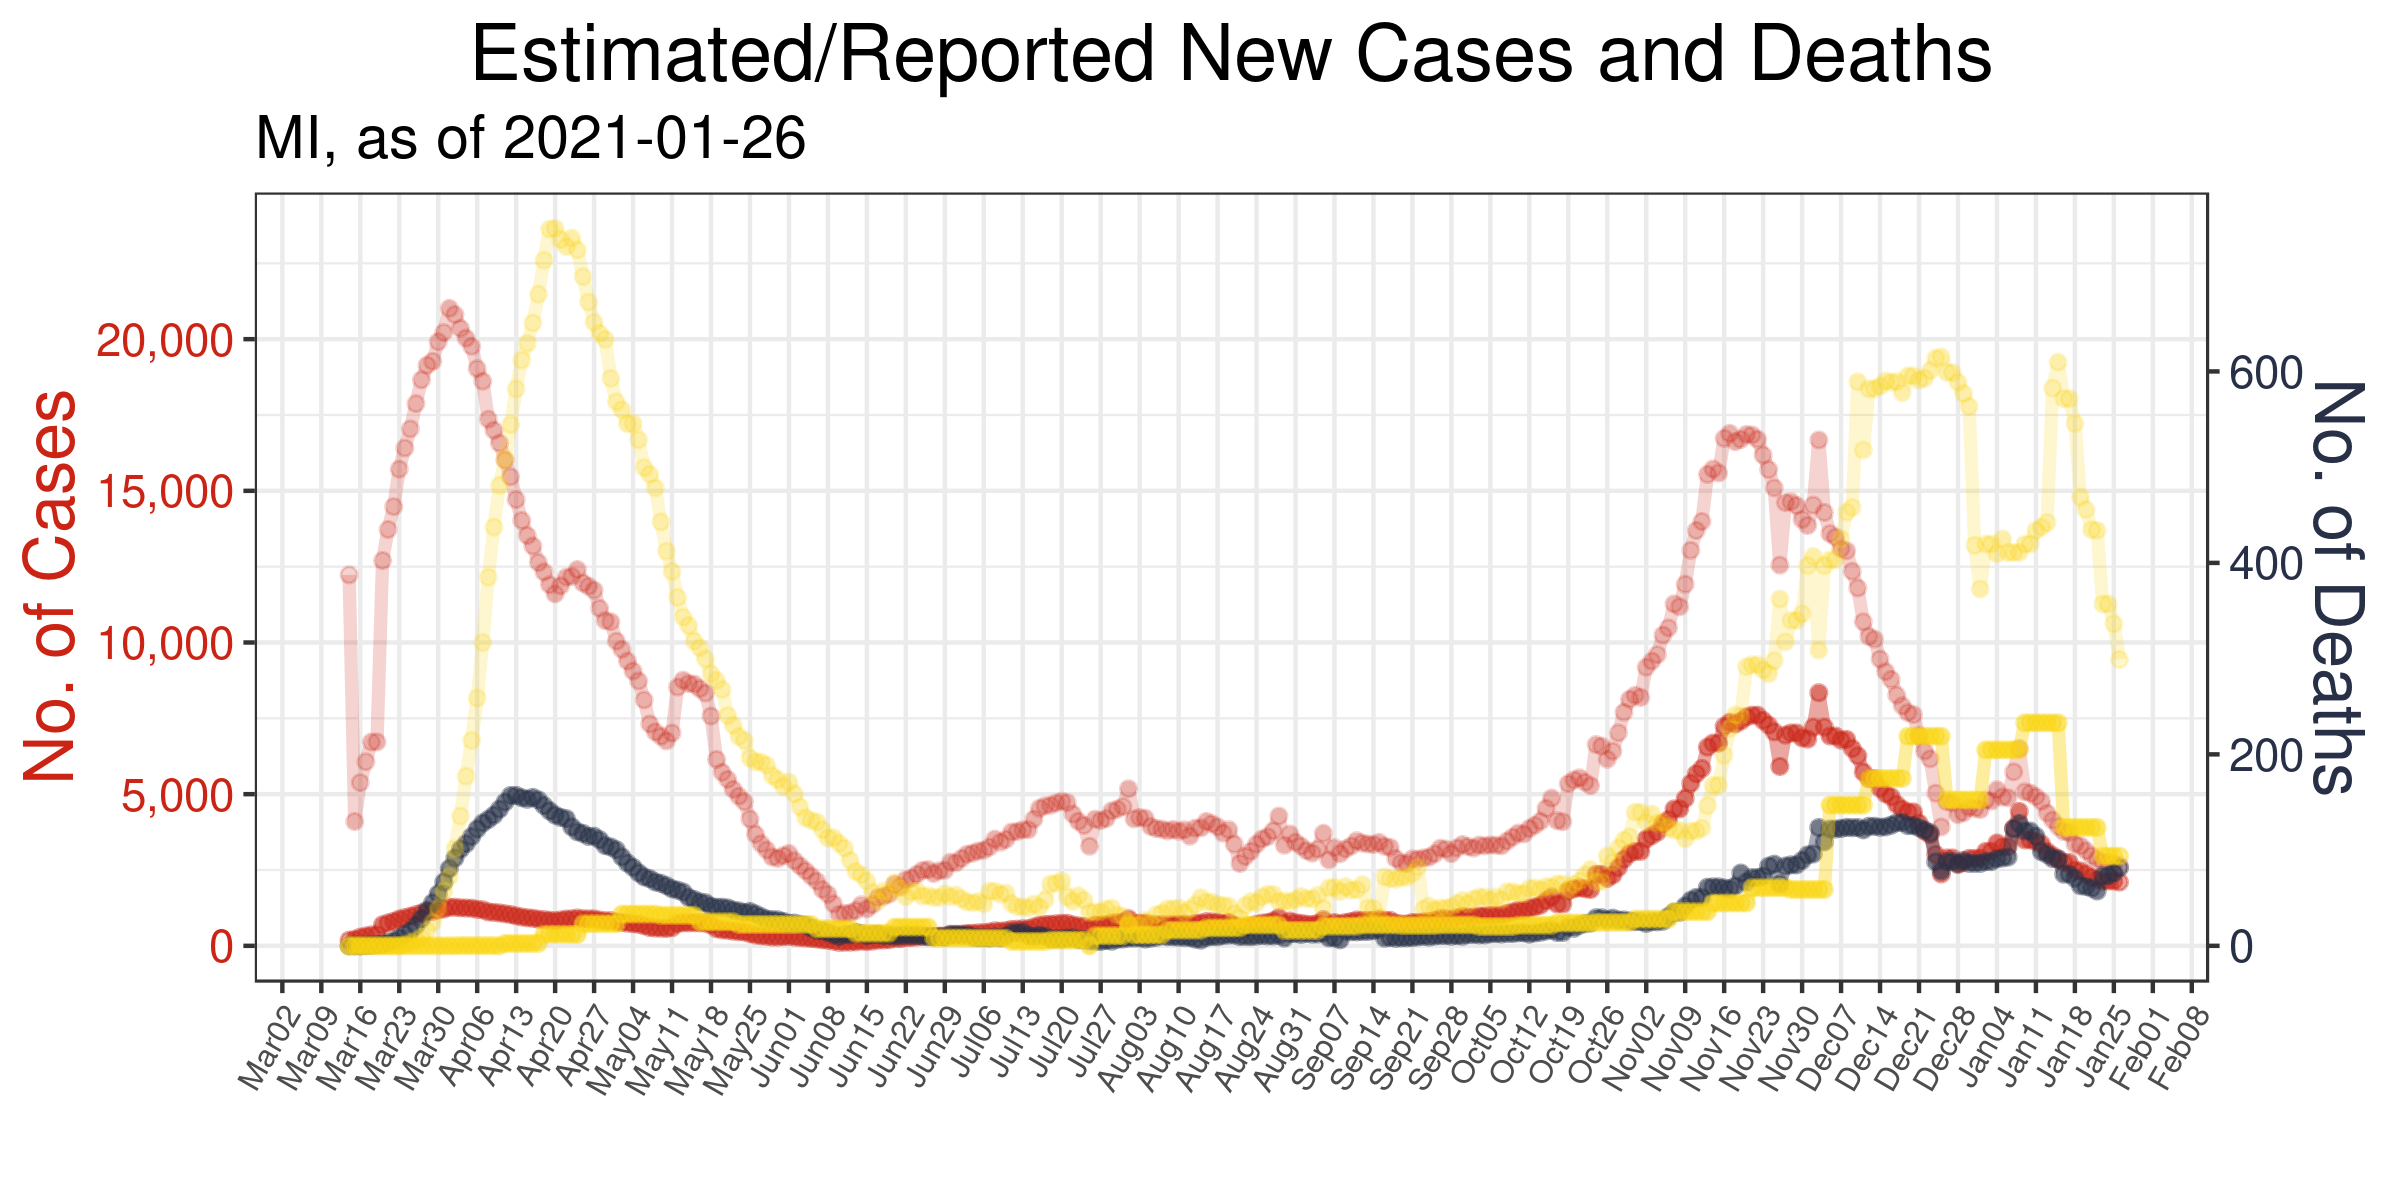 Estimated/Reported New Cases and Deaths
MI, as of 2021-01-26
No. of Cases
20,000
15,000
10,000
5,000
0
600
400
200
0
No. of Deaths
Mar02
Mar09
Mar16
Mar23
Mar30
Apr06
Apr13
Apr20
Apr27
May04
May11
May18
May25
Jun01
Jun08
Jun15
Jun22
Jun29
Jul06
Jul13
Jul20
Jul27
Aug03
Aug10
Aug17
Aug24
Aug31
Sep07
Sep14
Sep21
Sep28
Oct05
Oct12
Oct19
Oct26
Nov02
Nov09
Nov16
Nov23
Nov30
Dec07
Dec14
Dec21
Dec28
Jan04
Jan11
Jan18
Jan25
Feb01
Feb08